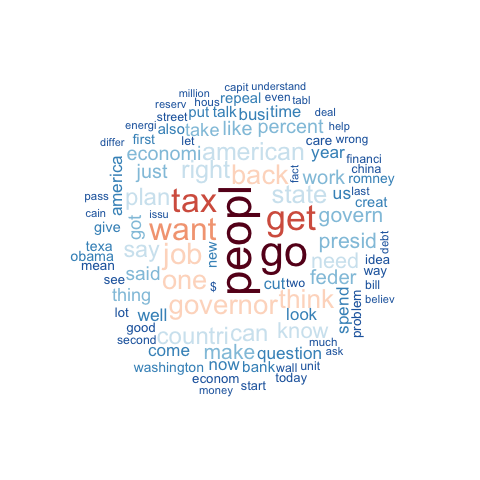 capit understand
million
hous repeal even tabl
reserv
street put talk busi time deal
energi also take like percent help
differ first let care wrong
economi american year financi
just right back fact china
america plan tax peopl state us work romney last
pass creat
cain issu want get govern
give got
texa say job go need presid debt
obama new idea
mean said one $ cut two feder way
see bill
thing governor think spend believ
lot well look problem
good countri can know
second much
come make question ask
washington now bank wall unit
econom start today
money